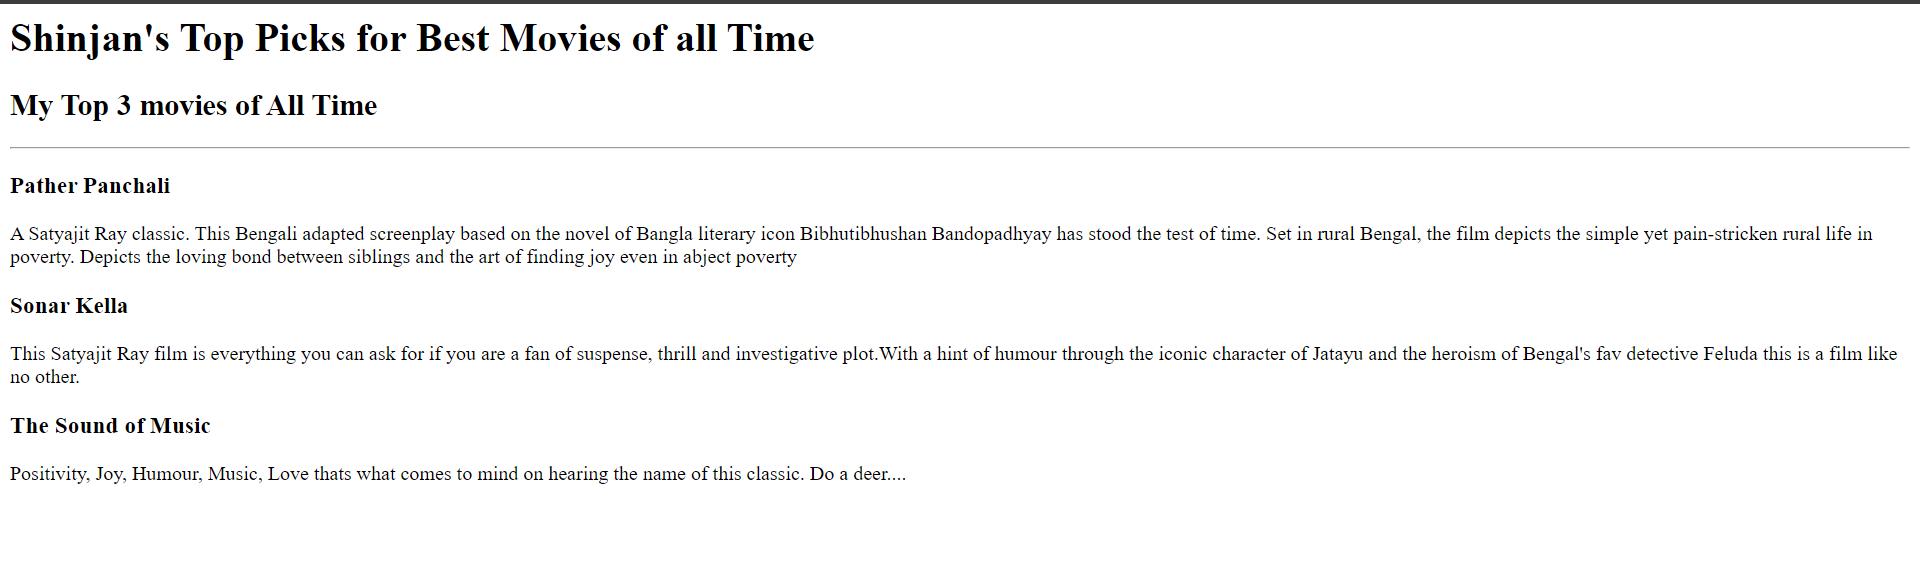 Shinjan's Top Picks for Best Movies of all Time
My Top 3 movies of All Time
Pather Panchali
A Satyajit Ray classic. This Bengali adapted screenplay based on the novel of Bangla literary icon Bibhutibhushan Bandopadhyay has stood the test of time. Set in rural Bengal, the film depicts the simple yet pain-stricken rural life in
poverty. Depicts the loving bond between siblings and the art of finding joy even in abject poverty
Sonar Kella
This Satyajit Ray film is everything you can ask for if you are a fan of suspense, thrill and investigative plot.With a hint of humour through the iconic character of Jatayu and the heroism of Bengal's fav detective Feluda this is a film like
no other.
The Sound of Music
Positivity, Joy, Humour, Music, Love thats what comes to mind on hearing the name of this classic. Do a deer....